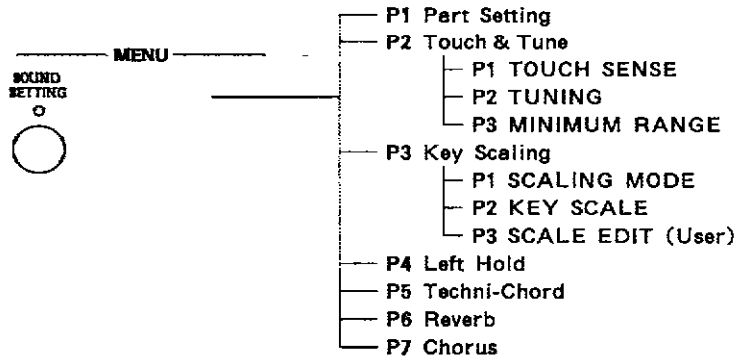 MENU
SOUND
SETTING
P1 Part Setting
P2 Touch & Tune
P1 TOUCH SENSE
P2 TUNING
P3 MINIMUM RANGE
P3 Key Scaling
P1 SCALING MODE
P2 KEY SCALE
P3 SCALE EDIT (User)
P4 Left Hold
P5 Techni-Chord
P6 Reverb
P7 Chorus